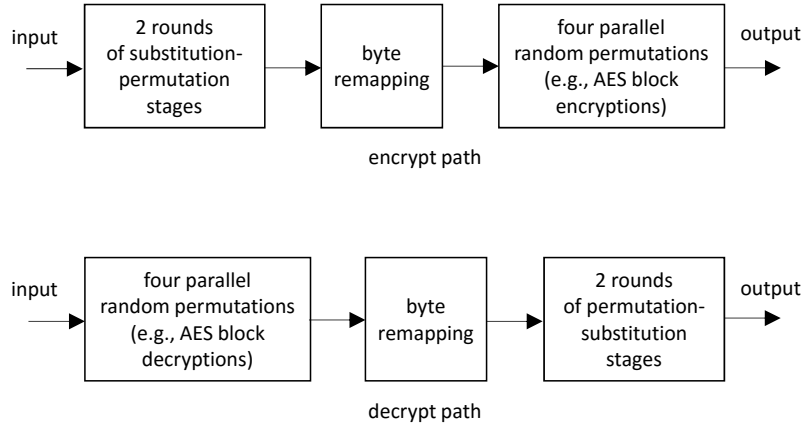 input
2 rounds
of substitution-
permutation
stages
byte
remapping
four parallel
random permutations
(e.g., AES block
encryptions)
output
encrypt path
input
four parallel
random permutations
(e.g., AES block
decryptions)
byte
remapping
2 rounds
of permutation-
substitution
stages
output
decrypt path